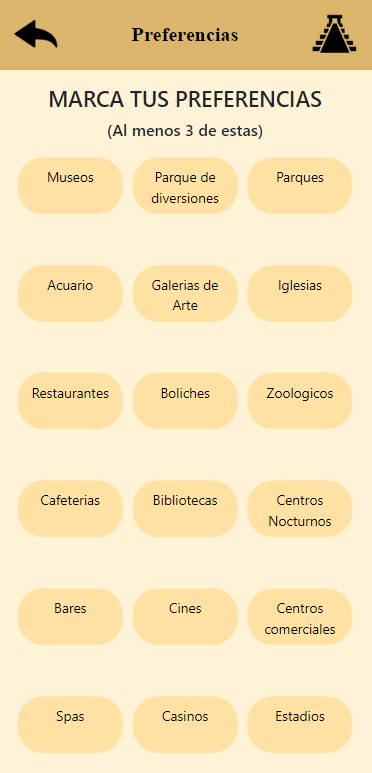 Preferencias
MARCA TUS PREFERENCIAS
(Al menos 3 de estas)
Museos
Parque de
diversiones
Parques
Acuario
Galerias de
Arte
Iglesias
Restaurantes
Boliches
Zoologicos
Cafeterias
Bibliotecas
Centros
Nocturnos
Bares
Cines
Centros
comerciales
Spas
Casinos
Estadios